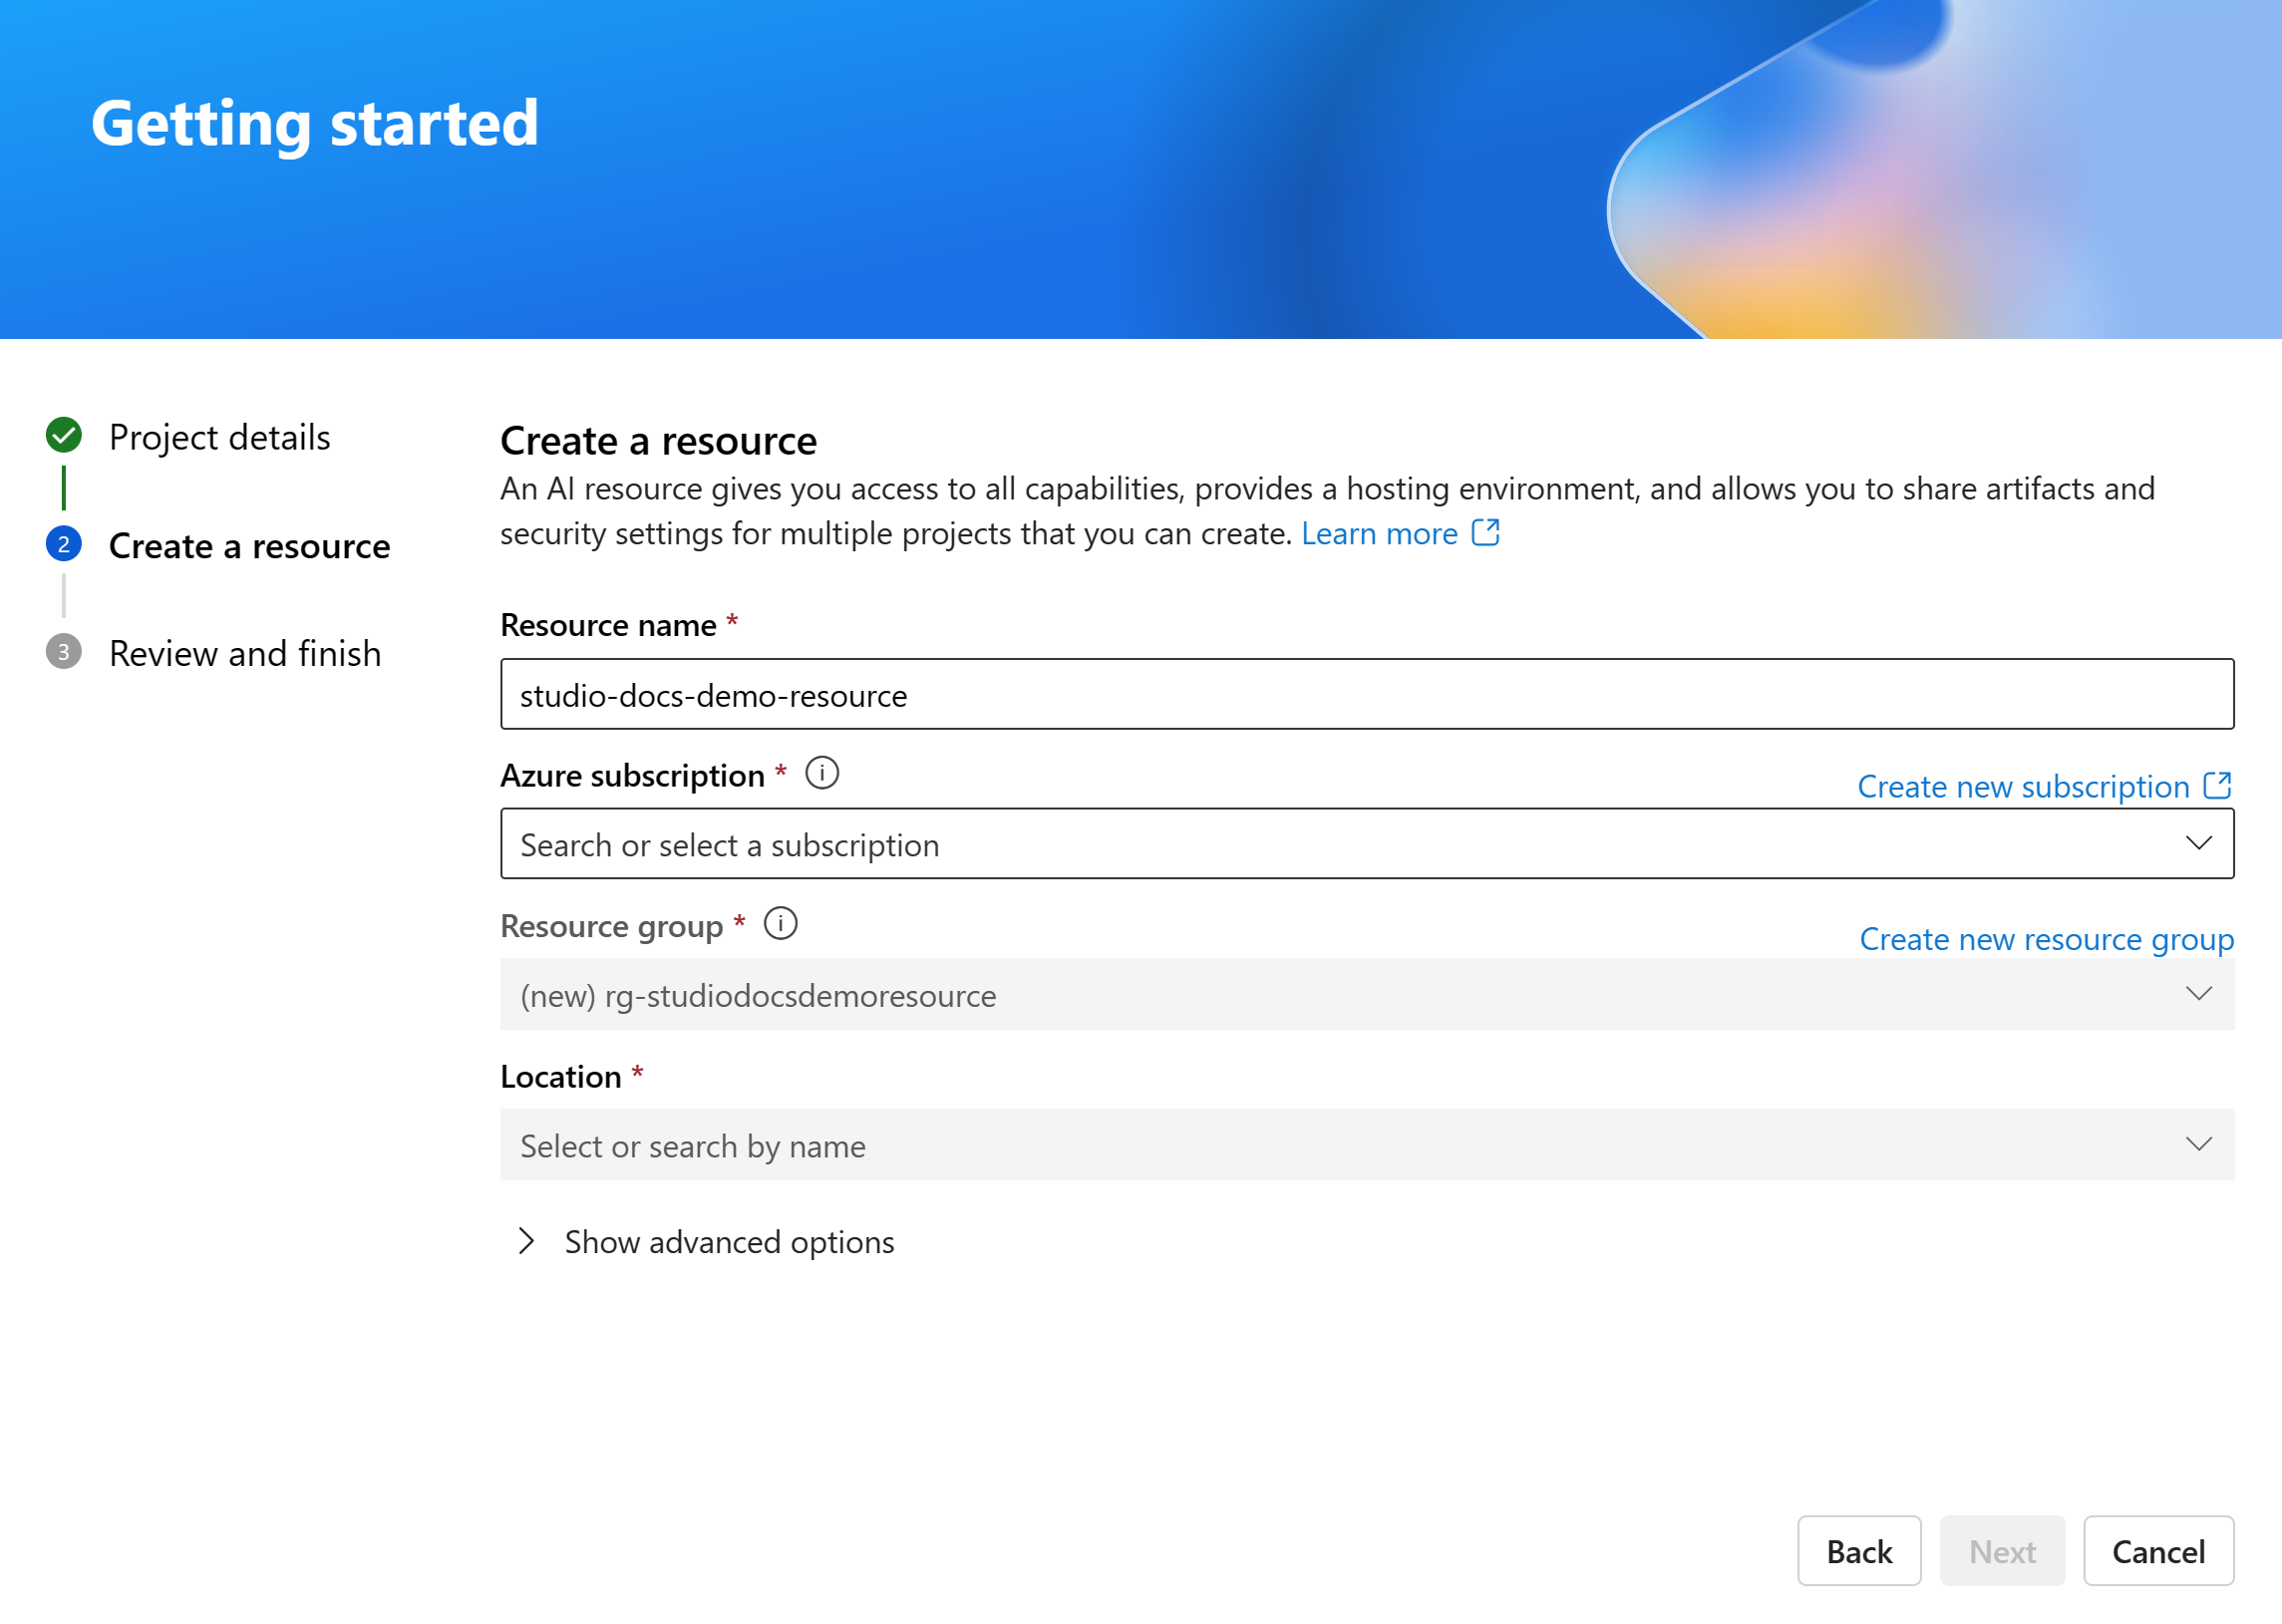 Getting started
Project details
2
Create a resource
3
Review and finish
Create a resource
An AI resource gives you access to all capabilities, provides a hosting environment, and allows you to share artifacts and
security settings for multiple projects that you can create. Learn more
Resource name *
studio-docs-demo-resource
Azure subscription *
Create new subscription
Search or select a subscription
Resource group *
Create new resource group
(new) rg-studiodocsdemoresource
Location *
Select or search by name
Show advanced options
Back
Next
Cancel